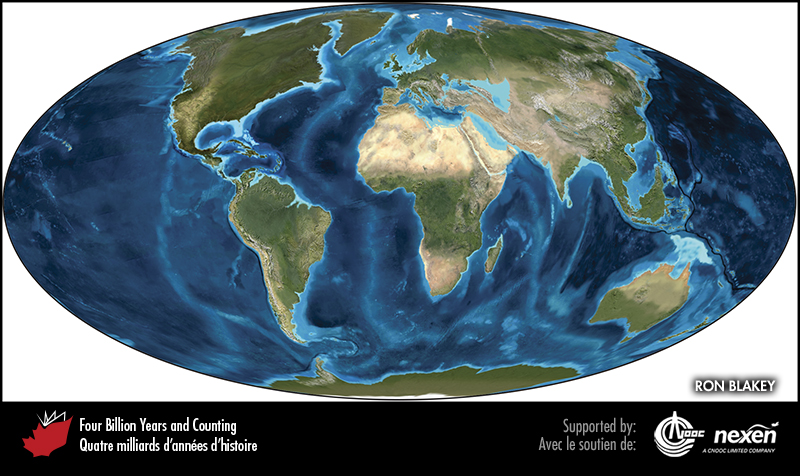 RON BLAKEY
Four Billion Years and Counting
Quatre milliards d'années d'histoire
Supported by:
Avec le soutien de:
CNOOC
nexen
A CNOOC LIMITED COMPANY